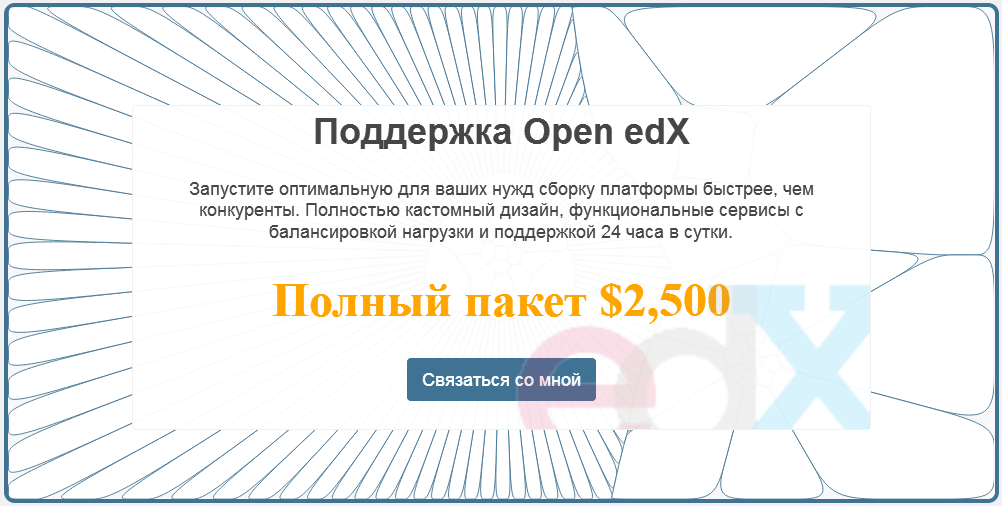 Поддержка Open edX
Запустите оптимальную для ваших нужд сборку платформы быстрее, чем
конкуренты. Полностью кастомный дизайн, функциональные сервисы с
балансировкой нагрузки и поддержкой 24 часа в сутки.
Полный пакет $2,500
Связаться со мной
edX